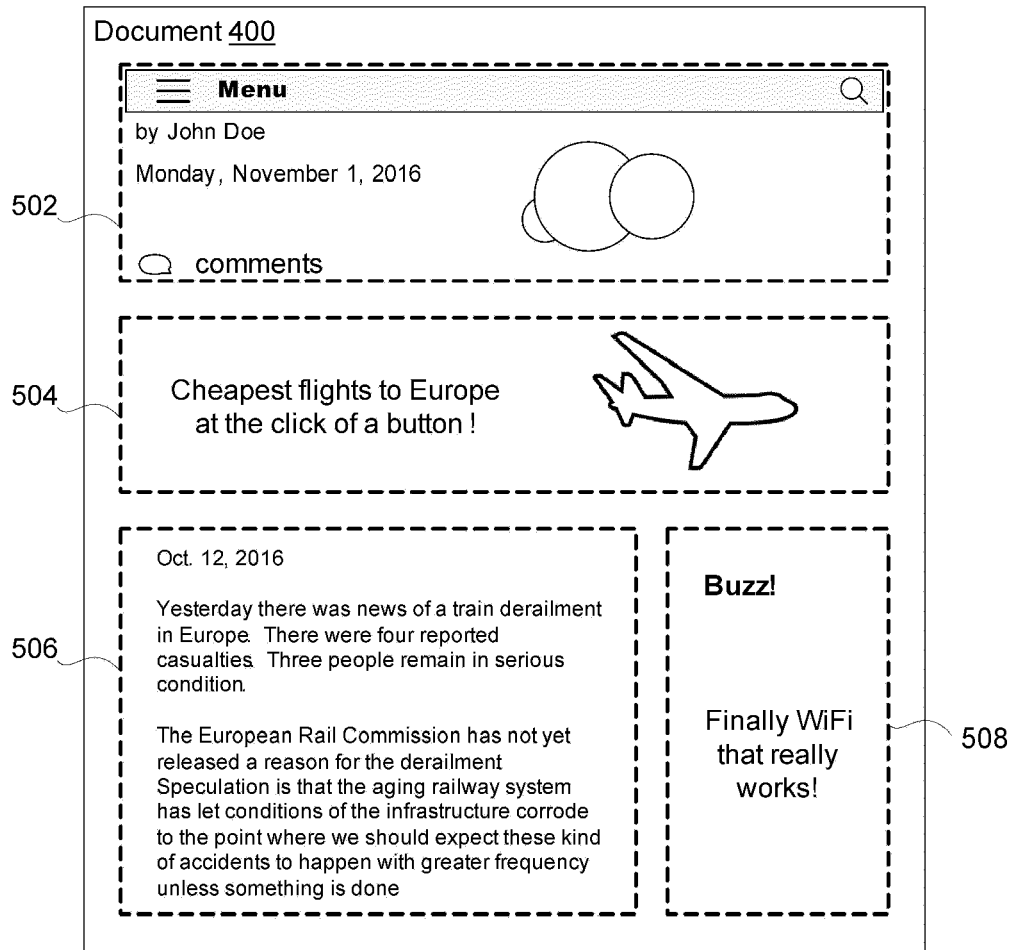 Document 400
Menu
by John Doe
Monday, November 1, 2016
502
comments
504
Cheapest flights to Europe
at the click of a button !
506
Oct. 12, 2016
Yesterday there was news of a train derailment
in Europe. There were four reported
casualties. Three people remain in serious
condition.
The European Rail Commission has not yet
released a reason for the derailment
Speculation is that the aging railway system
has let conditions of the infrastructure corrode
to the point where we should expect these kind
of accidents to happen with greater frequency
unless something is done
Buzz!
Finally WiFi
that really
works!
508